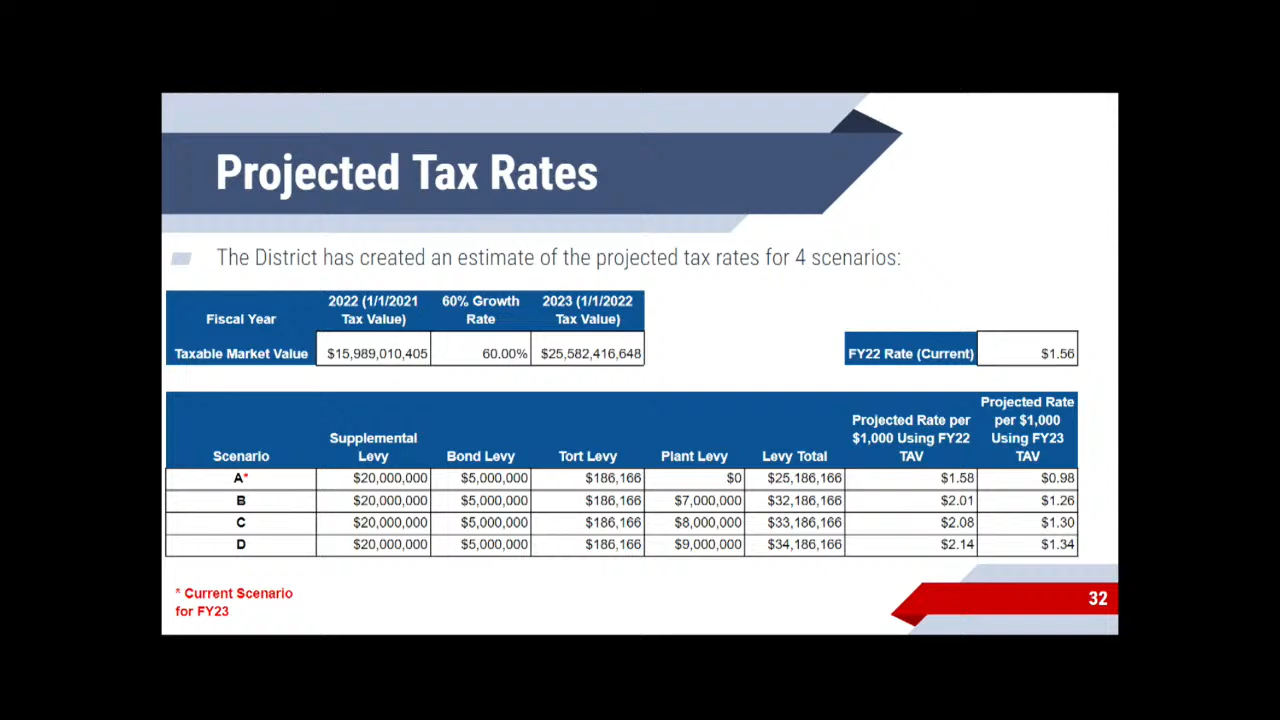 Projected Tax Rates
The District has created an estimate of the projected tax rates for 4 scenarios:
Fiscal Year 2022 (1/1/2021 Tax Value) 60% Growth Rate 2023 (1/1/2022 Tax Value)
Taxable Market Value $15,989,010,405 60.00% $25,582,416,648
FY22 Rate (Current) $1.56
Scenario Supplemental Levy Bond Levy Tort Levy Plant Levy Levy Total Projected Rate per $1,000 Using FY22 TAV Projected Rate per $1,000 Using FY23 TAV
A* $20,000,000 $5,000,000 $186,166 $0 $25,186,166 $1.58 $0.98
B $20,000,000 $5,000,000 $186,166 $7,000,000 $32,186,166 $2.01 $1.26
C $20,000,000 $5,000,000 $186,166 $8,000,000 $33,186,166 $2.08 $1.30
D $20,000,000 $5,000,000 $186,166 $9,000,000 $34,186,166 $2.14 $1.34
* Current Scenario
for FY23
32